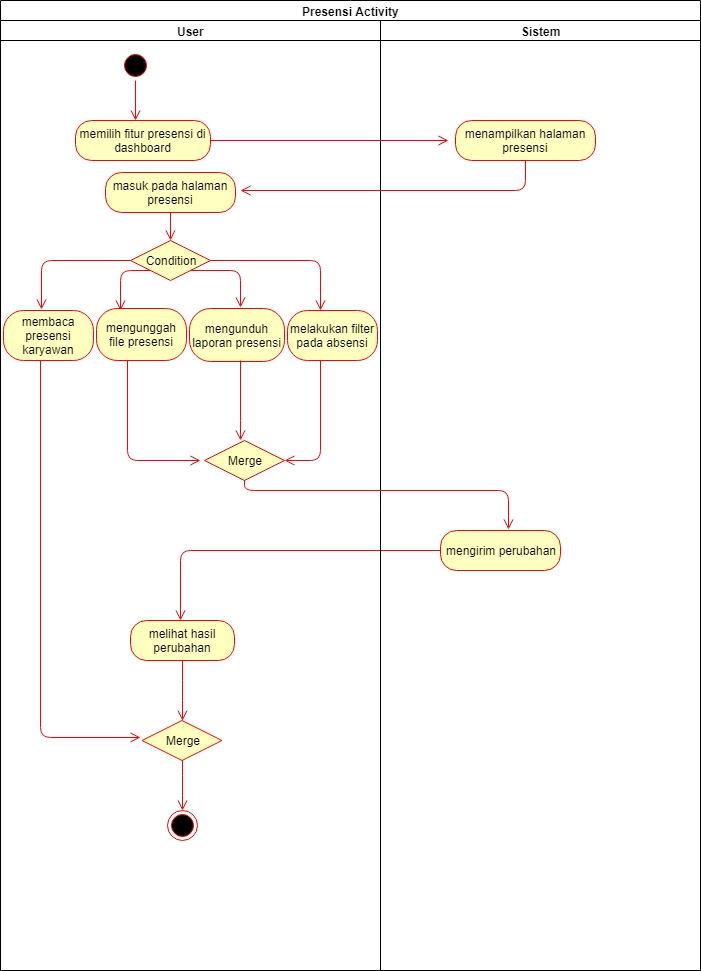 Presensi Activity
User
Sistem
memilih fitur presensi di
dashboard
menampilkan halaman
presensi
masuk pada halaman
presensi
Condition
membaca
presensi
karyawan
mengunggah
file presensi
mengunduh
laporan presensi
melakukan filter
pada absensi
Merge
mengirim perubahan
melihat hasil
perubahan
Merge